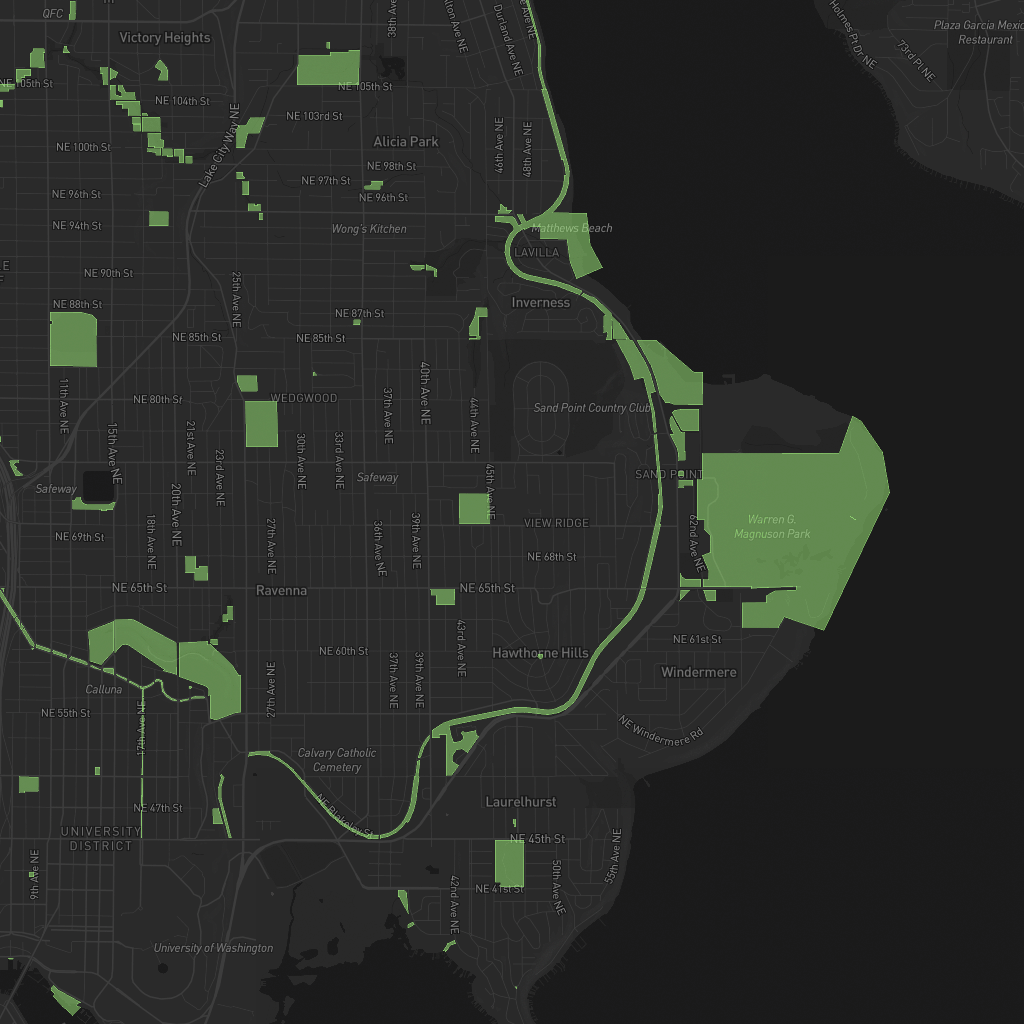 QFC
Victory Heights
38th Ave NE
Durland Ave NE
Holmes Pt Dr NE
73rd Pl NE
Plaza Garcia Mexic
Restaurant
NE 105th St
NE 105th St
NE 104th St
NE 103rd St
Lake City Way NE
Alicia Park
46th Ave NE
48th Ave NE
NE 100th St
NE 98th St
NE 97th St
NE 96th St
NE 96th St
NE 94th St
Wong's Kitchen
Matthews Beach
LAVILLA
NE 90th St
25th Ave NE
NE 88th St
Inverness
NE 87th St
NE 85th St
NE 85th St
11th Ave NE
NE 80th St
WEDGWOOD
37th Ave NE
40th Ave NE
44th Ave NE
Sand Point Country Club
15th Ave NE
21st Ave NE
23rd Ave NE
30th Ave NE
33rd Ave NE
Safeway
Safeway
45th Ave NE
SAND POINT
20th Ave NE
18th Ave NE
27th Ave NE
36th Ave NE
39th Ave NE
VIEW RIDGE
62nd Ave NE
Warren G.
Magnuson Park
NE 69th St
NE 68th St
NE 65th St
Ravenna
NE 65th St
43rd Ave NE
NE 61st St
NE 60th St
37th Ave NE
39th Ave NE
Hawthorne Hills
Windermere
Calluna
27th Ave NE
NE 55th St
17th Ave NE
NE Windermere Rd
Calvary Catholic
Cemetery
NE Blakeley St
NE 47th St
Laurelhurst
UNIVERSITY
DISTRICT
NE 45th St
9th Ave NE
42nd Ave NE
NE 41st St
50th Ave NE
55th Ave NE
University of Washington